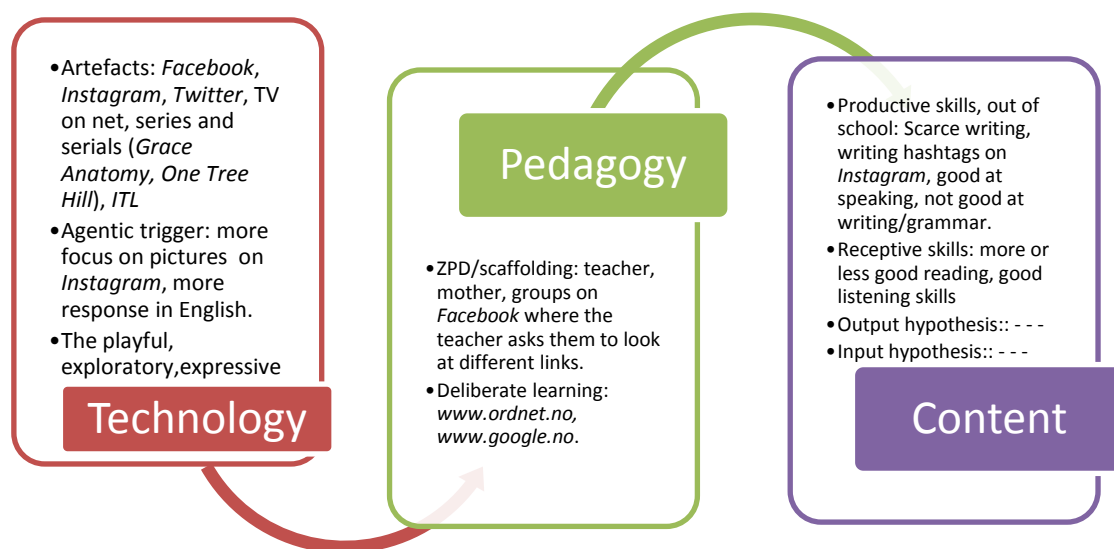 •Artefacts: Facebook,
Instagram, Twitter, TV
on net, series and
serials (Grace
Anatomy, One Tree
Hill), ITL
•Agentic trigger: more
focus on pictures on
Instagram, more
response in English.
•The playful,
exploratory,expressive
Technology
Pedagogy
•ZPD/scaffolding: teacher,
mother, groups on
Facebook where the
teacher asks them to look
at different links.
•Deliberate learning:
www.ordnet.no,
www.google.no.
•Productive skills, out of
school: Scarce writing,
writing hashtags on
Instagram, good at
speaking, not good at
writing/grammar.
•Receptive skills: more or
less good reading, good
listening skills
•Output hypothesis:: - - -
•Input hypothesis:: - - -
Content